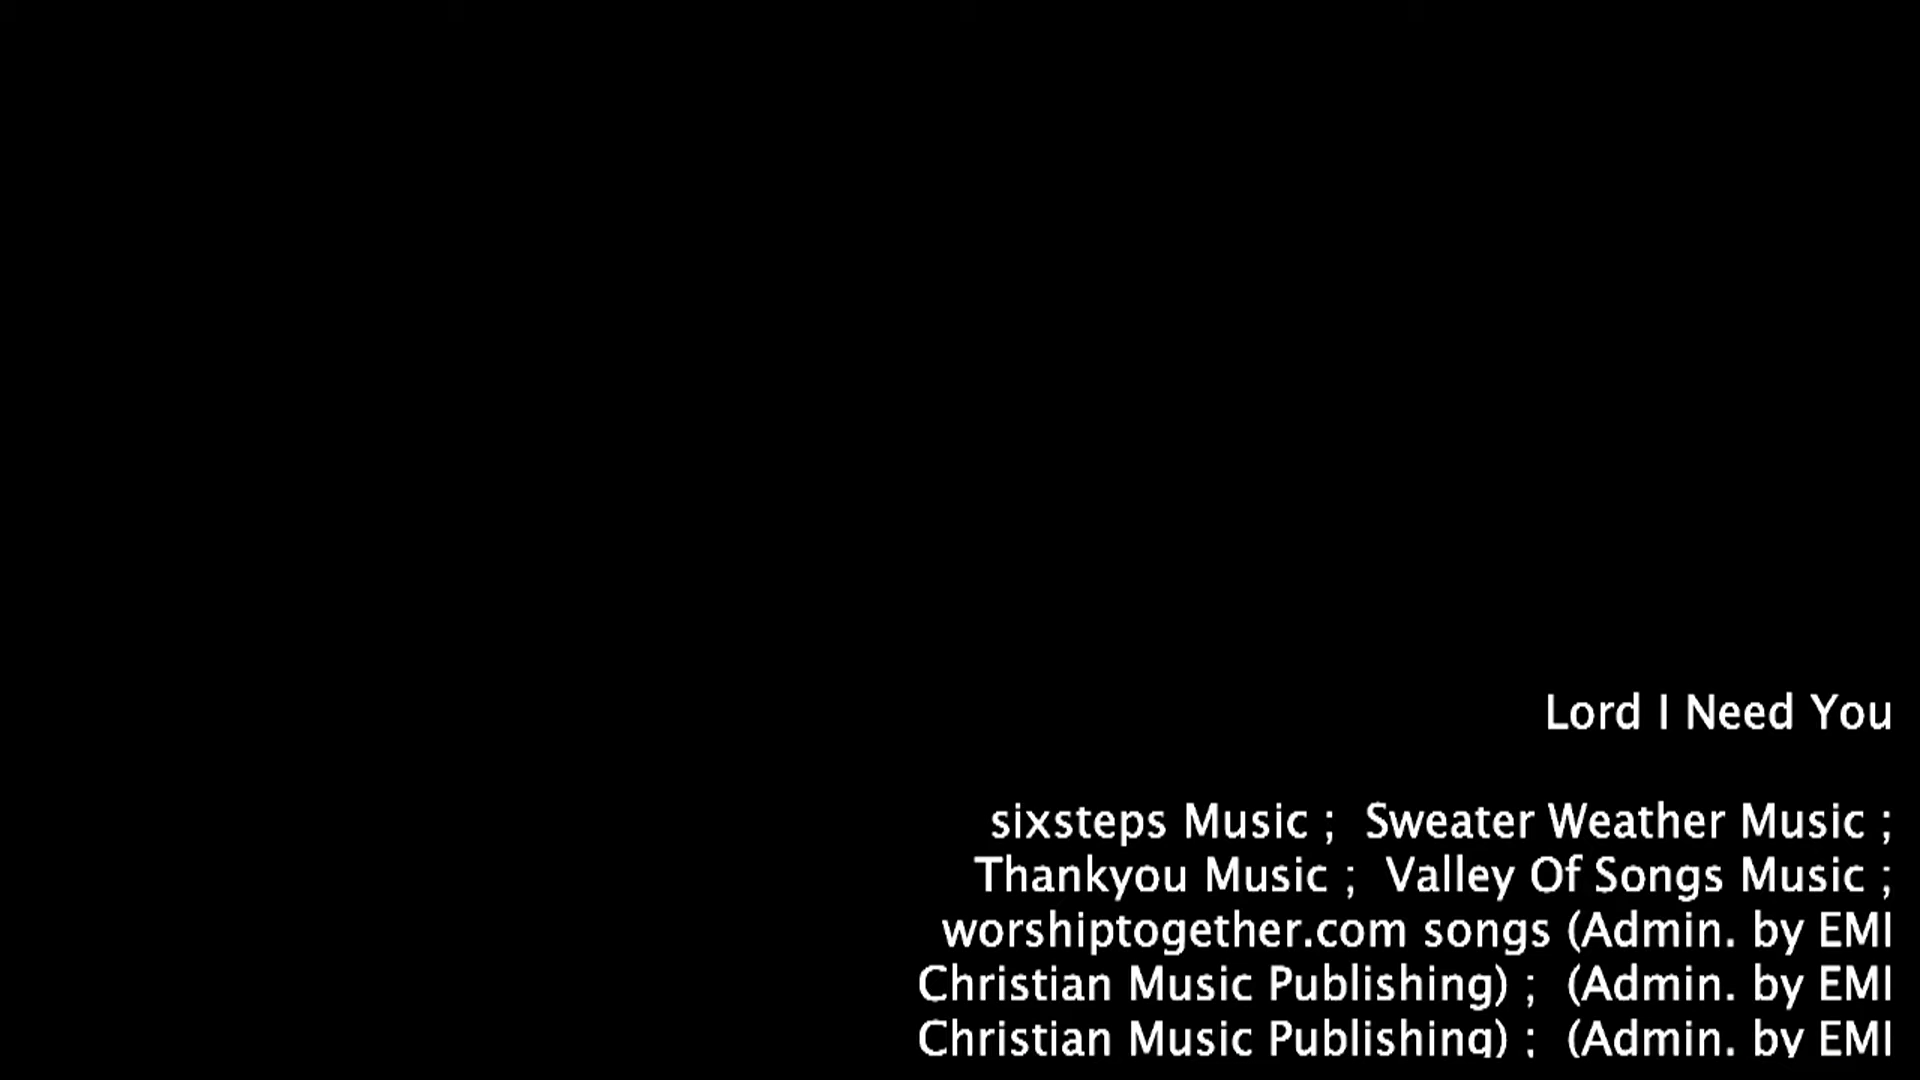 Lord I Need You
sixsteps Music ;  Sweater Weather Music ;
Thankyou Music ;  Valley Of Songs Music ;
worshiptogether.com songs (Admin. by EMI
Christian Music Publishing) ;  (Admin. by EMI
Christian Music Publishing) ;  (Admin. by EMI